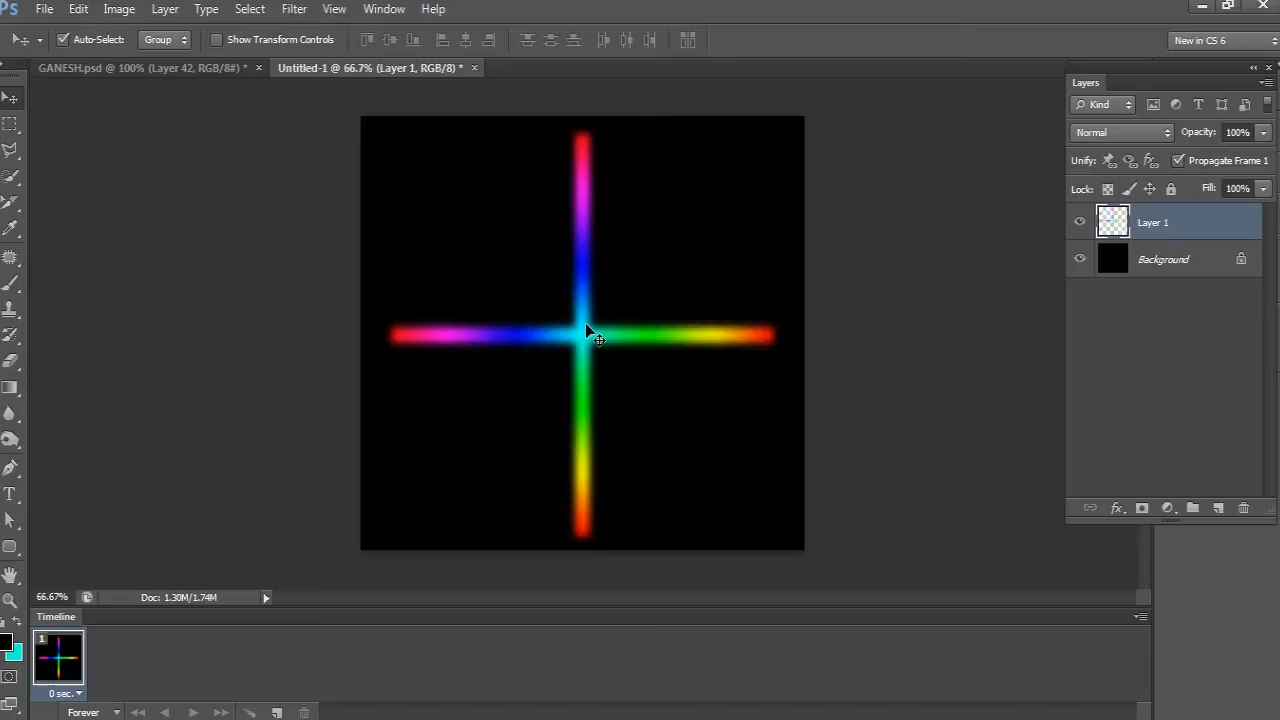 Ps File Edit Image Layer Type Select Filter View Window Help
Auto-Select: Group Show Transform Controls New in CS 6
GANESH.psd @ 100% (Layer 42, RGB/8#) * × Untitled-1 @ 66.7% (Layer 1, RGB/8) * ×
Layers
Kind
Normal Opacity: 100%
Unify: Propagate Frame 1
Lock: Fill: 100%
Layer 1
Background
fx
T
66.67% Doc: 1.30M/1.74M
Timeline
1
0 sec.
Forever